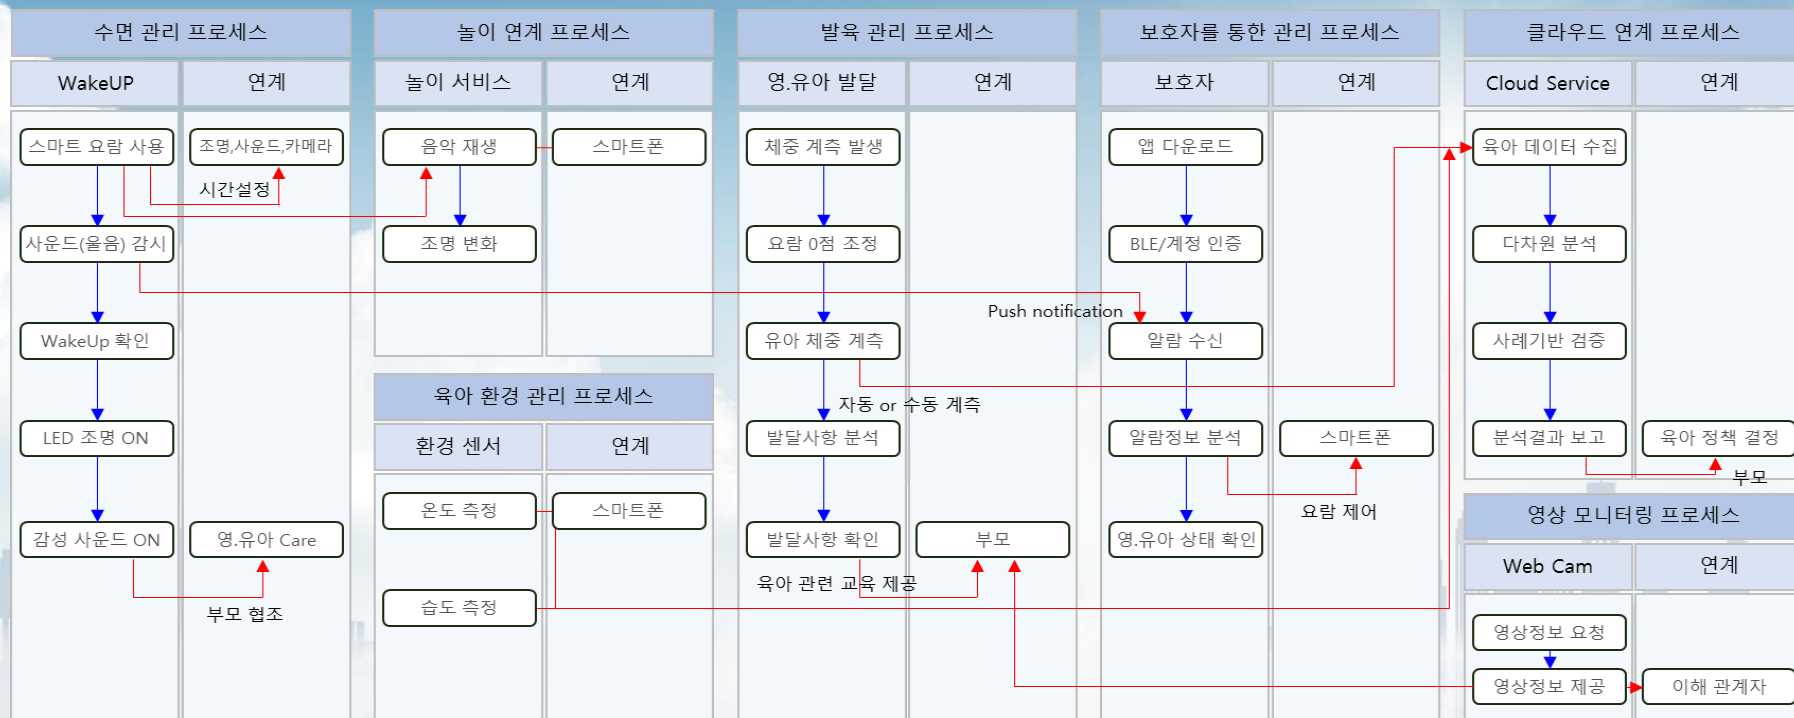 수면 관리 프로세스
WakeUP
연계
스마트 요람 사용
조명,사운드,카메라
시간설정
사운드(울음) 감시
WakeUp 확인
LED 조명 ON
감성 사운드 ON
영.유아 Care
부모 협조
놀이 연계 프로세스
놀이 서비스
연계
음악 재생
스마트폰
조명 변화
육아 환경 관리 프로세스
환경 센서
연계
온도 측정
스마트폰
습도 측정
발육 관리 프로세스
영.유아 발달
연계
체중 계측 발생
요람 0점 조정
유아 체중 계측
자동 or 수동 계측
발달사항 분석
발달사항 확인
부모
육아 관련 교육 제공
보호자를 통한 관리 프로세스
보호자
연계
앱 다운로드
BLE/계정 인증
Push notification
알람 수신
알람정보 분석
스마트폰
요람 제어
영.유아 상태 확인
클라우드 연계 프로세스
Cloud Service
연계
육아 데이터 수집
다차원 분석
사례기반 검증
분석결과 보고
육아 정책 결정
부모
영상 모니터링 프로세스
Web Cam
연계
영상정보 요청
영상정보 제공
이해 관계자